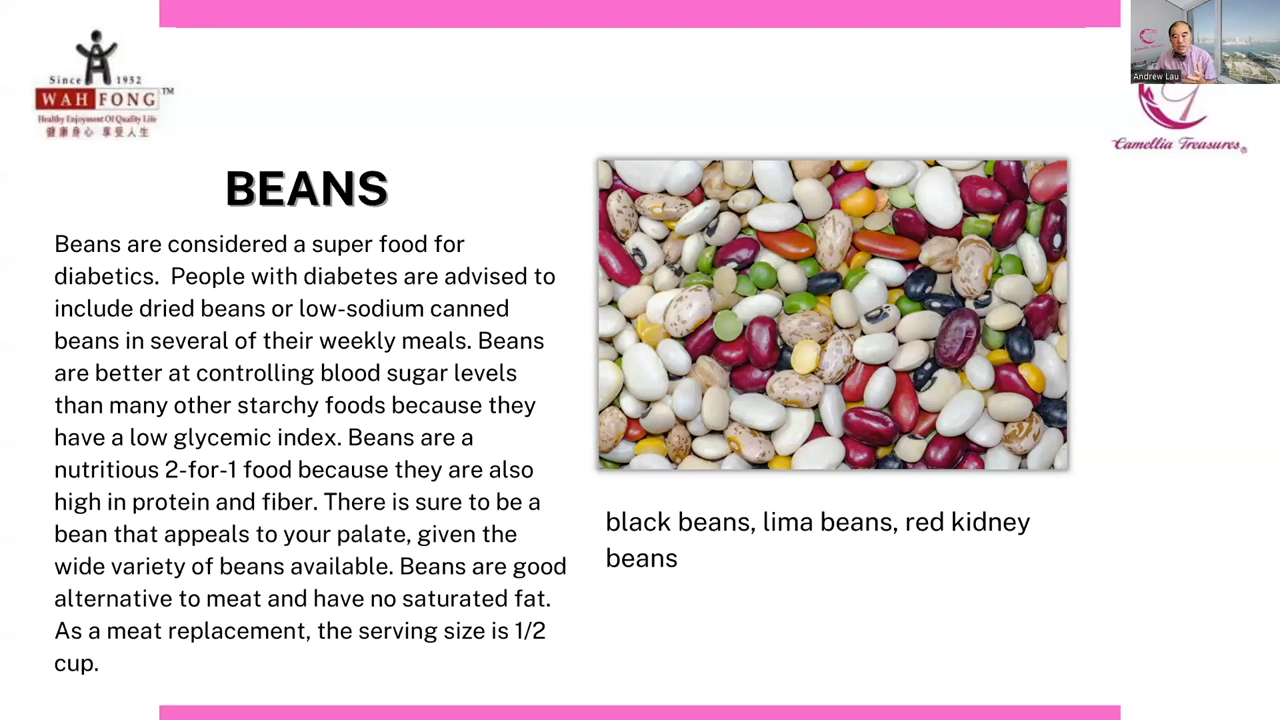 Since 1952
WAH FONG TM
Healthy Enjoyment Of Quality Life
健康身心 享受人生
Andrew Lau
Camellia Treasures®
BEANS
Beans are considered a super food for
diabetics.  People with diabetes are advised to
include dried beans or low-sodium canned
beans in several of their weekly meals. Beans
are better at controlling blood sugar levels
than many other starchy foods because they
have a low glycemic index. Beans are a
nutritious 2-for-1 food because they are also
high in protein and fiber. There is sure to be a
bean that appeals to your palate, given the
wide variety of beans available. Beans are good
alternative to meat and have no saturated fat.
As a meat replacement, the serving size is 1/2
cup.
black beans, lima beans, red kidney
beans